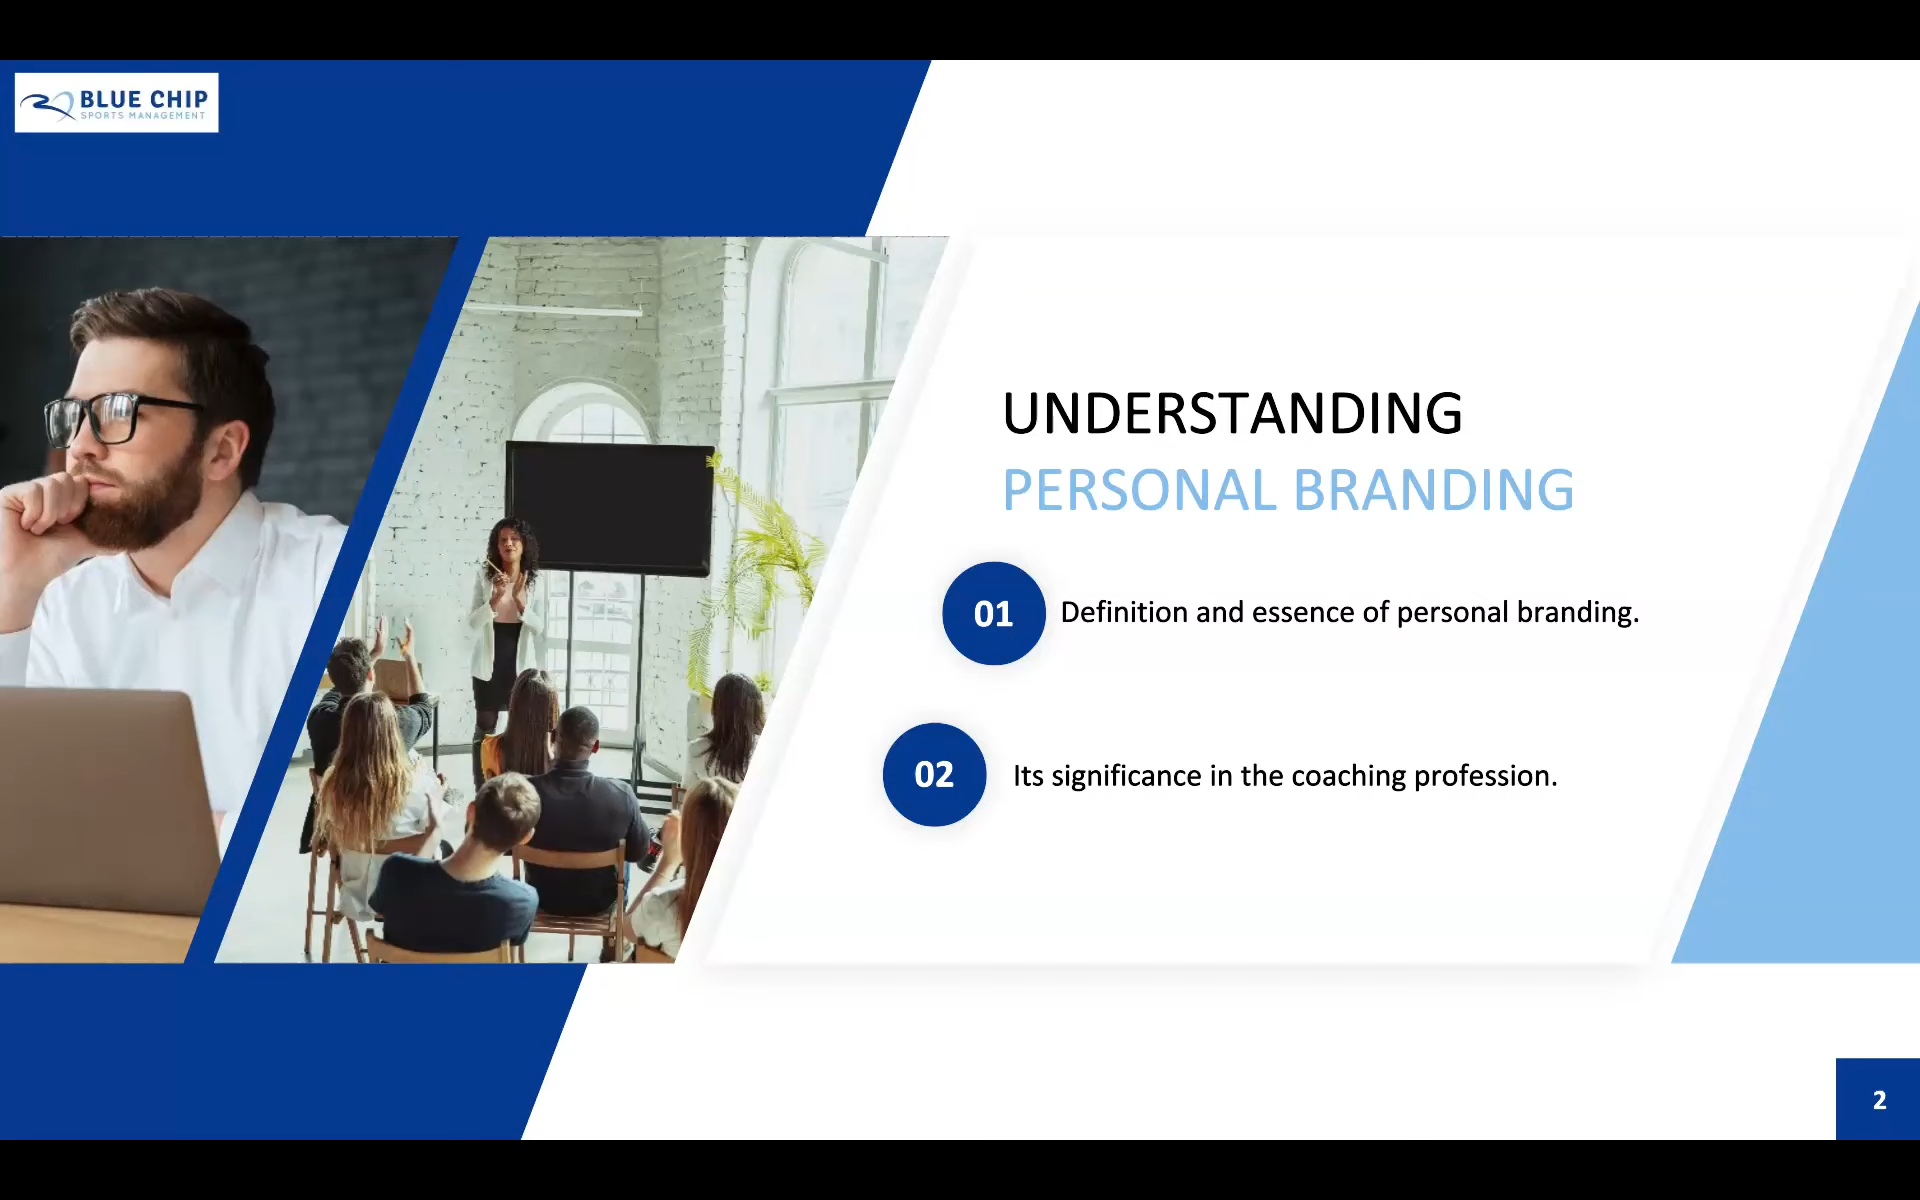 BLUE CHIP
SPORTS MANAGEMENT
UNDERSTANDING
PERSONAL BRANDING
01 Definition and essence of personal branding.
02 Its significance in the coaching profession.
2